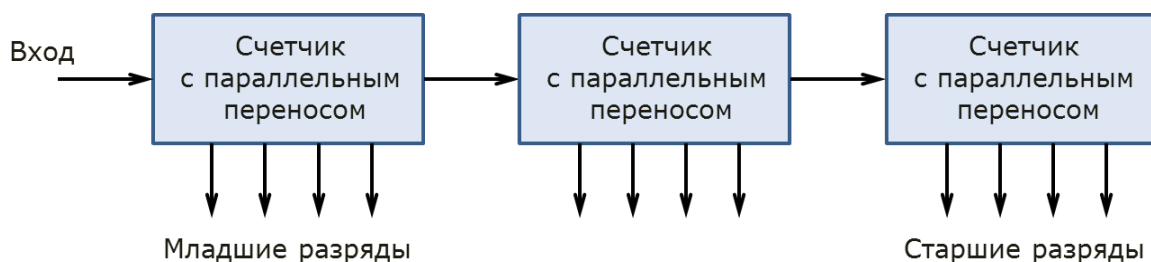 Вход
Счетчик
с параллельным
переносом
Счетчик
с параллельным
переносом
Счетчик
с параллельным
переносом
Младшие разряды
Старшие разряды